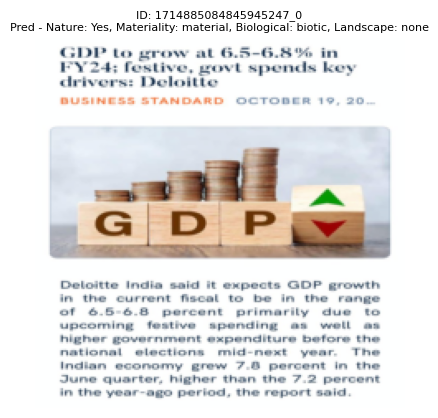 ID: 1714885084845945247_0
Pred - Nature: Yes, Materiality: material, Biological: biotic, Landscape: none
GDP to grow at 6.5-6.8% in
FY24; festive, govt spends key
drivers: Deloitte
BUSINESS STANDARD OCTOBER 19, 20...
G D P
Deloitte India said it expects GDP growth
in the current fiscal to be in the range
of 6.5-6.8 percent primarily due to
upcoming festive spending as well as
higher government expenditure before the
national elections mid-next year. The
Indian economy grew 7.8 percent in the
June quarter, higher than the 7.2 percent
in the year-ago period, the report said.